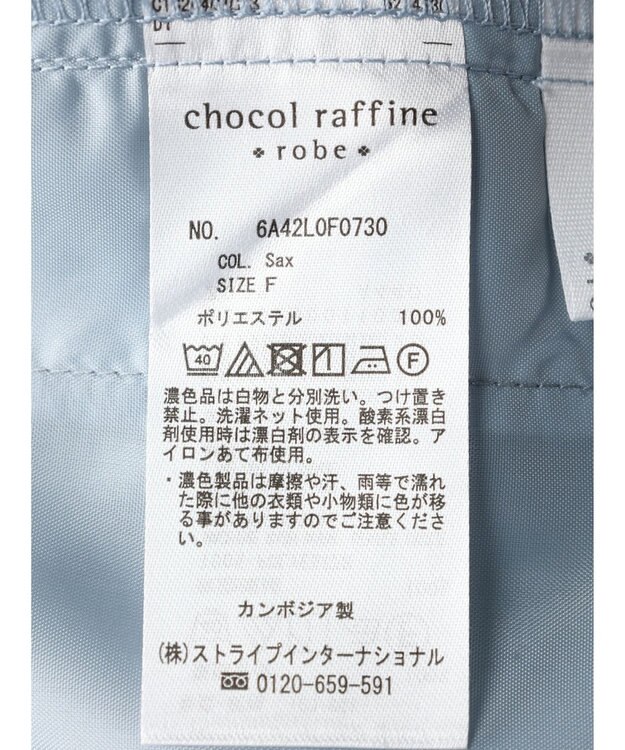 chocol raffine
robe
NO. 6A42L0F0730
COL. Sax
SIZE F
ポリエステル 100%
40 F
濃色品は白物と分別洗い。つけ置き
禁止。洗濯ネット使用。酸素系漂白
剤使用時は漂白剤の表示を確認。ア
イロンあて布使用。
・濃色製品は摩擦や汗、雨等で濡れ
た際に他の衣類や小物類に色が移
る事がありますのでご注意くださ
い。
カンボジア製
(株)ストライプインターナショナル
0120-659-591